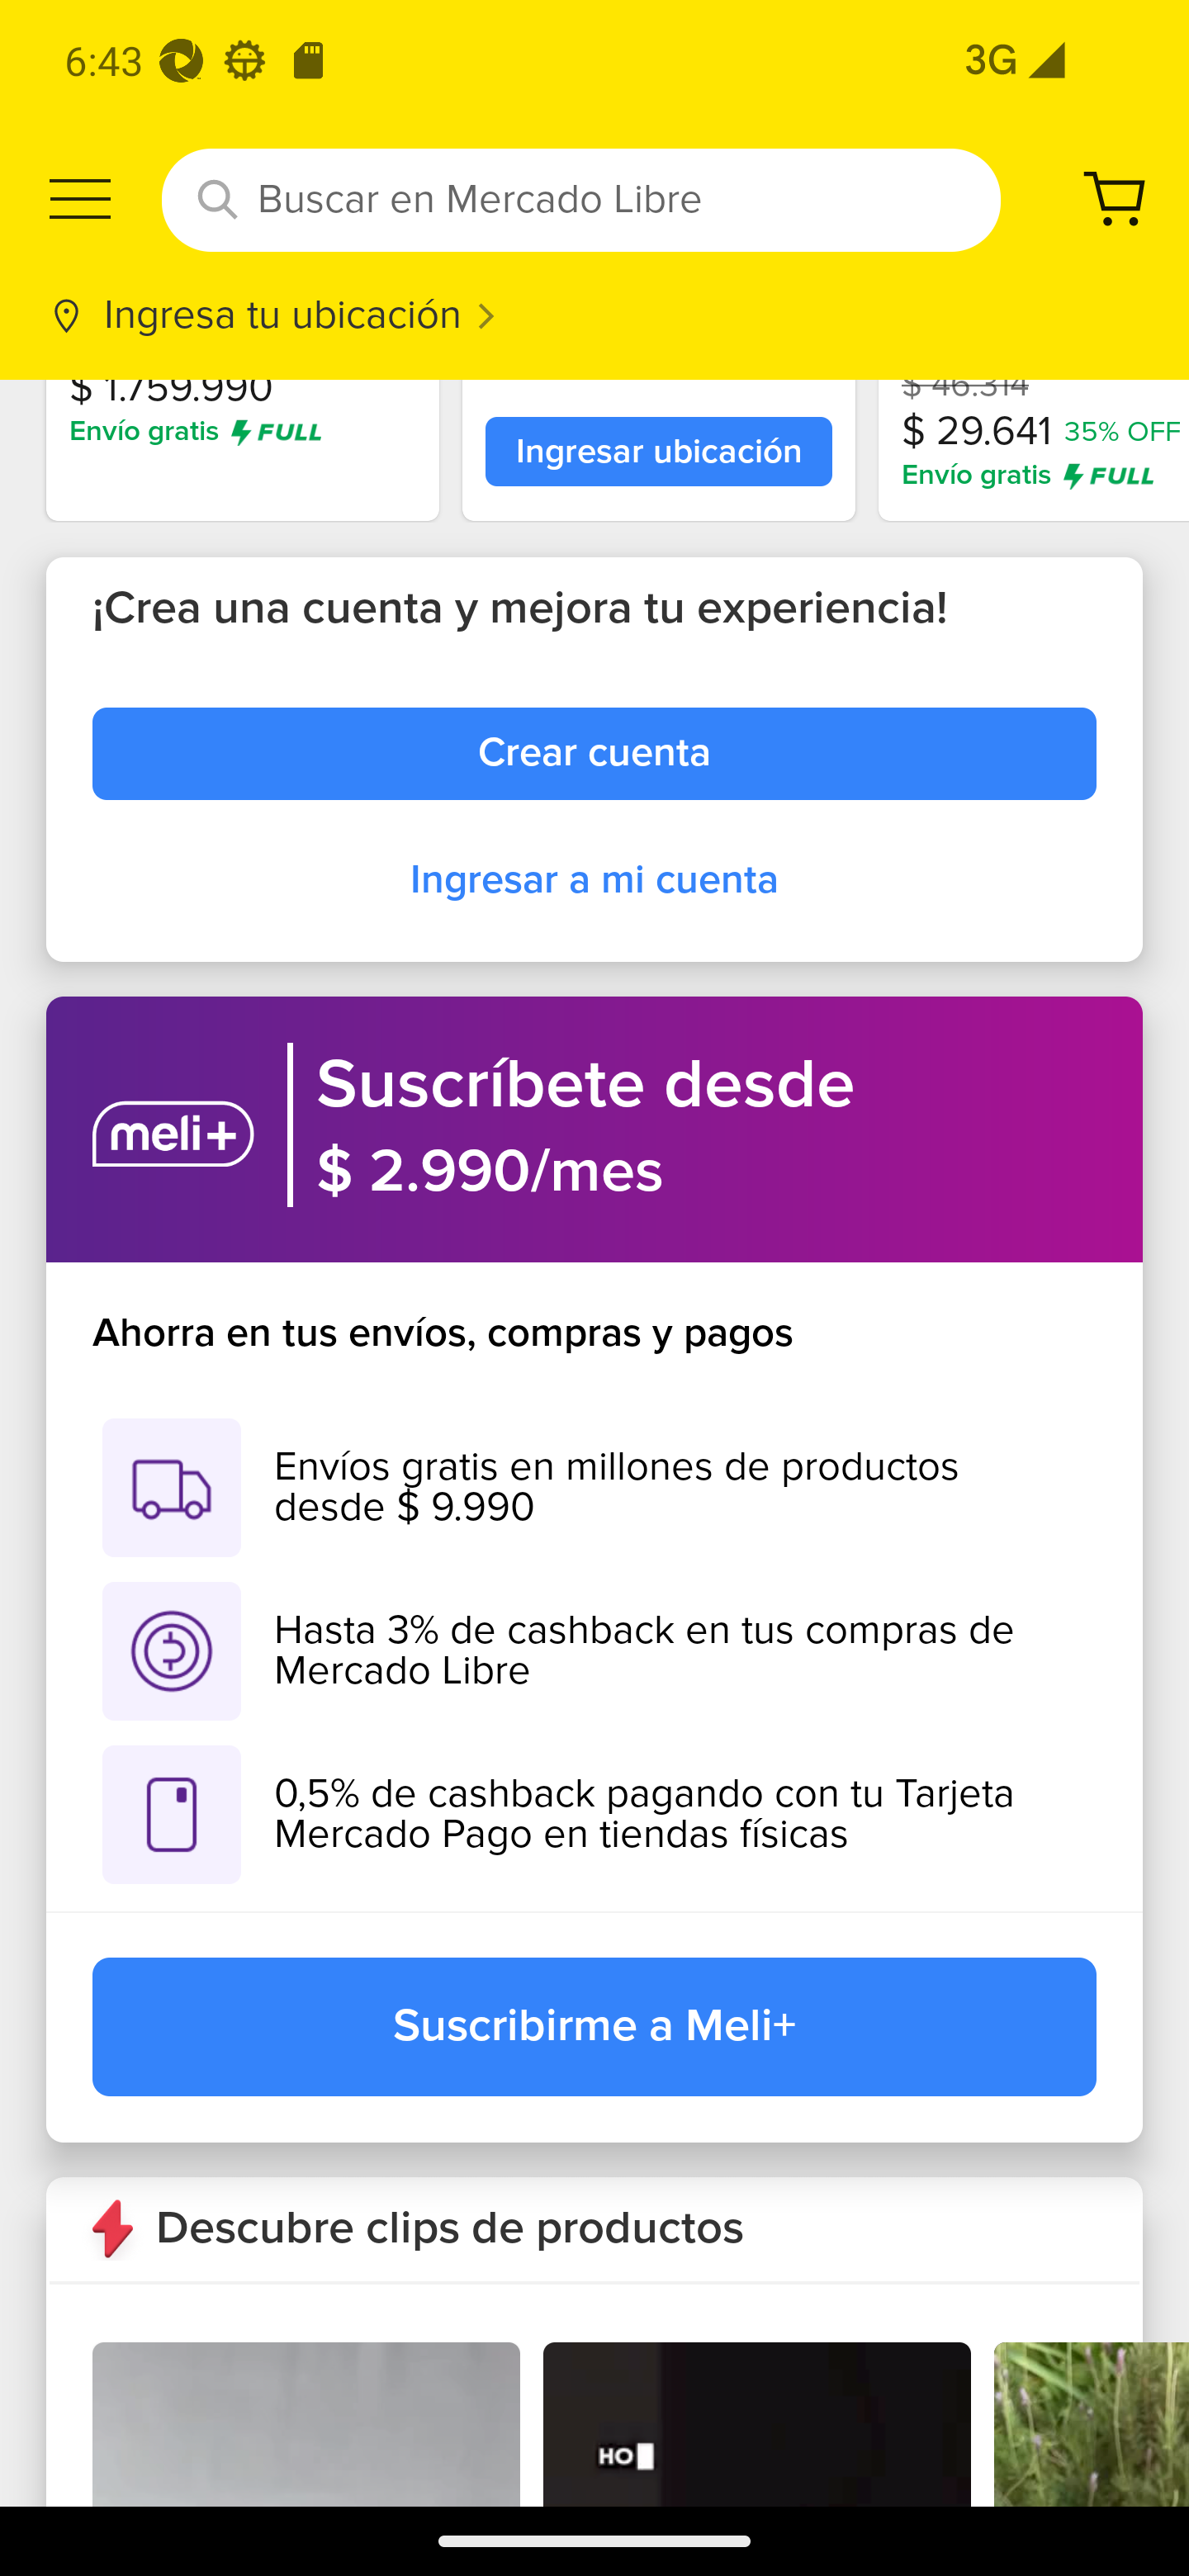 6:43
3G
Buscar en Mercado Libre
Ingresa tu ubicación
$ 1.759.990
Envío gratis FULL
Ingresar ubicación
$ 46.314
$ 29.641 35% OFF
Envío gratis FULL
¡Crea una cuenta y mejora tu experiencia!
Crear cuenta
Ingresar a mi cuenta
meli+
Suscríbete desde
$ 2.990/mes
Ahorra en tus envíos, compras y pagos
Envíos gratis en millones de productos
desde $ 9.990
Hasta 3% de cashback en tus compras de
Mercado Libre
0,5% de cashback pagando con tu Tarjeta
Mercado Pago en tiendas físicas
Suscribirme a Meli+
Descubre clips de productos
HO